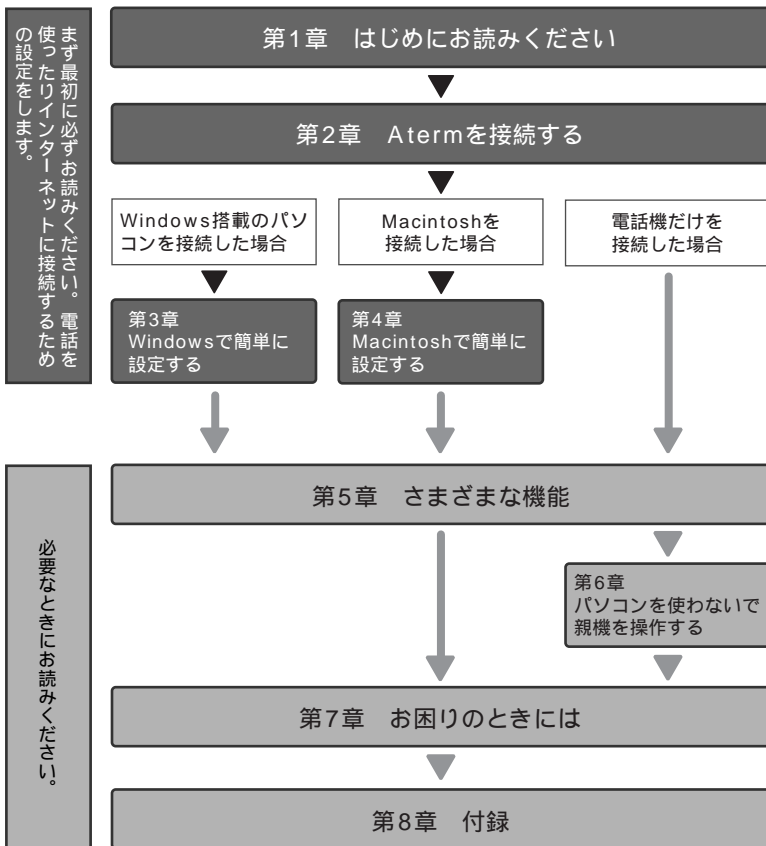 まず最初に必ずお読みください。電話を
使ったりインターネットに接続するため
の設定をします。
第1章 はじめにお読みください
第2章 Atermを接続する
Windows搭載のパソ
コンを接続した場合
Macintoshを
接続した場合
電話機だけを
接続した場合
第3章
Windowsで簡単に
設定する
第4章
Macintoshで簡単に
設定する
必要なときにお読みください。
第5章 さまざまな機能
第6章
パソコンを使わないで
親機を操作する
第7章 お困りのときには
第8章 付録